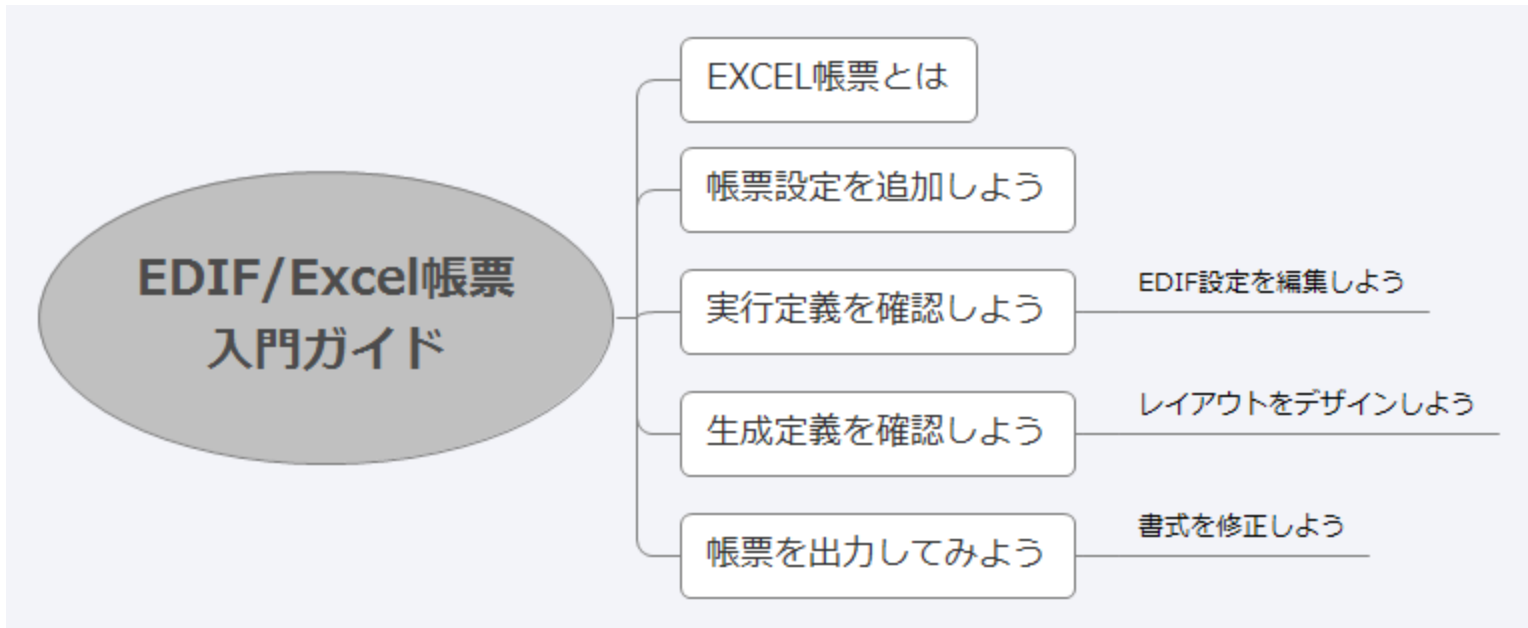 EDIF/Excel帳票
入門ガイド
EXCEL帳票とは
帳票設定を追加しよう
実行定義を確認しよう
EDIF設定を編集しよう
生成定義を確認しよう
レイアウトをデザインしよう
帳票を出力してみよう
書式を修正しよう